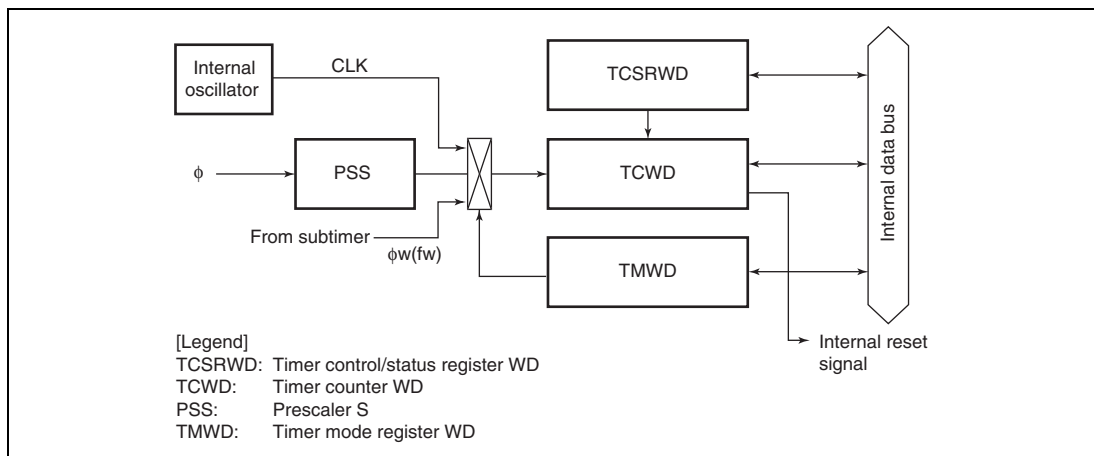 Internal
oscillator
CLK
TCSRWD
φ
PSS
TCWD
From subtimer
φw(fw)
TMWD
Internal data bus
Internal reset
signal
[Legend]
TCSRWD: Timer control/status register WD
TCWD: Timer counter WD
PSS: Prescaler S
TMWD: Timer mode register WD